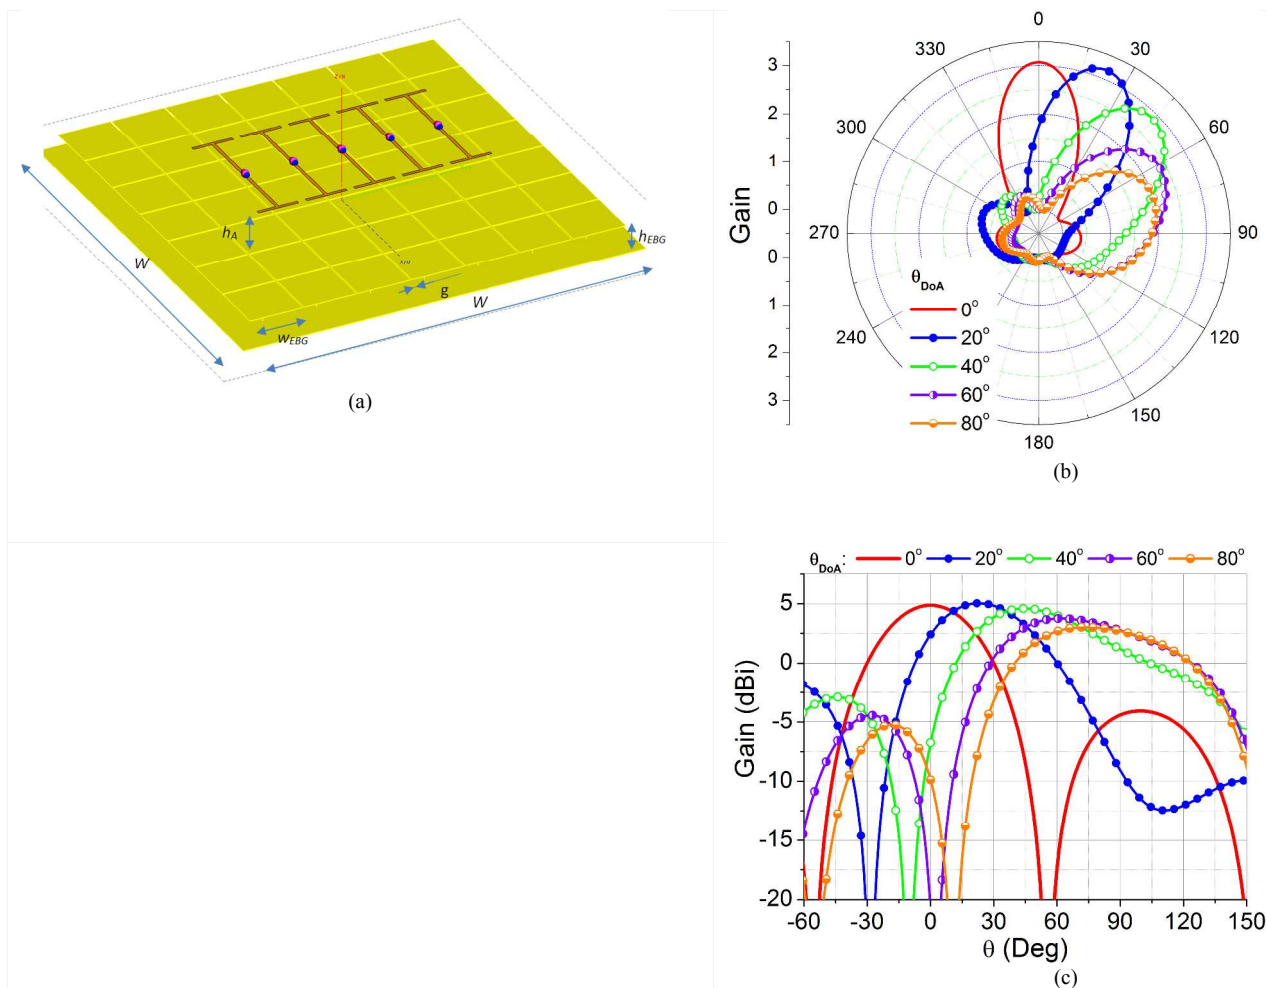 h_A
h_EBG
W
g
W
w_EBG
(a)
0
330
30
300
60
270
90
240
120
150
180
3
2
1
0
0
1
2
3
Gain
θ_DoA
0°
20°
40°
60°
80°
(b)
θ_DoA: 0° 20° 40° 60° 80°
5
0
-5
-10
-15
-20
Gain (dBi)
-60 -30 0 30 60 90 120 150
θ (Deg)
(c)